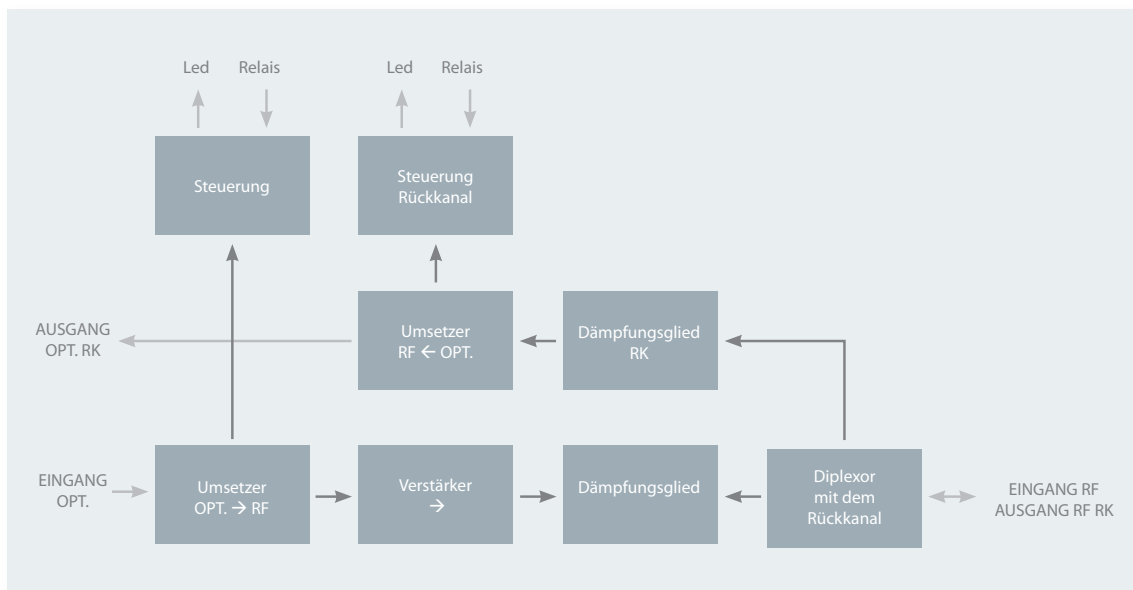 Led
Relais
Led
Relais
Steuerung
Steuerung
Rückkanal
AUSGANG
OPT. RK
Umsetzer
RF ← OPT.
Dämpfungsglied
RK
EINGANG
OPT.
Umsetzer
OPT. → RF
Verstärker
→
Dämpfungsglied
Diplexor
mit dem
Rückkanal
EINGANG RF
AUSGANG RF RK